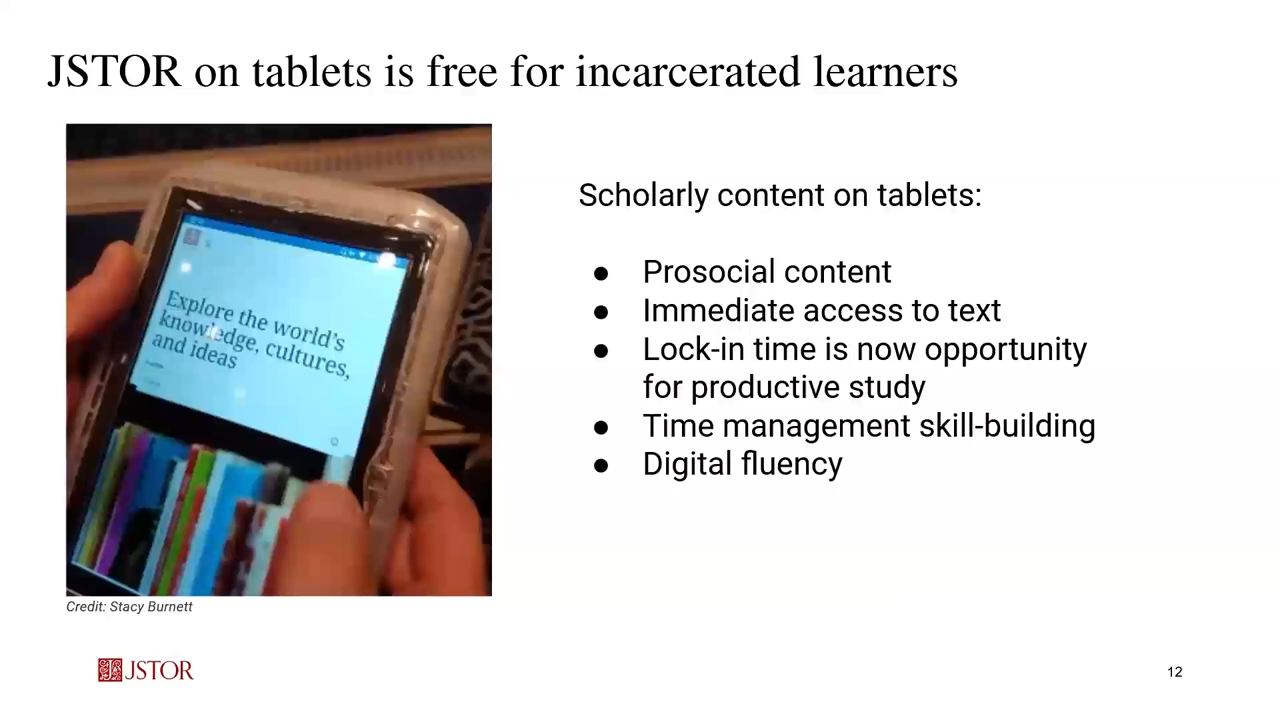 JSTOR on tablets is free for incarcerated learners
Explore the world's
knowledge, cultures,
and ideas
Scholarly content on tablets:
● Prosocial content
● Immediate access to text
● Lock-in time is now opportunity
for productive study
● Time management skill-building
● Digital fluency
Credit: Stacy Burnett
JSTOR
12